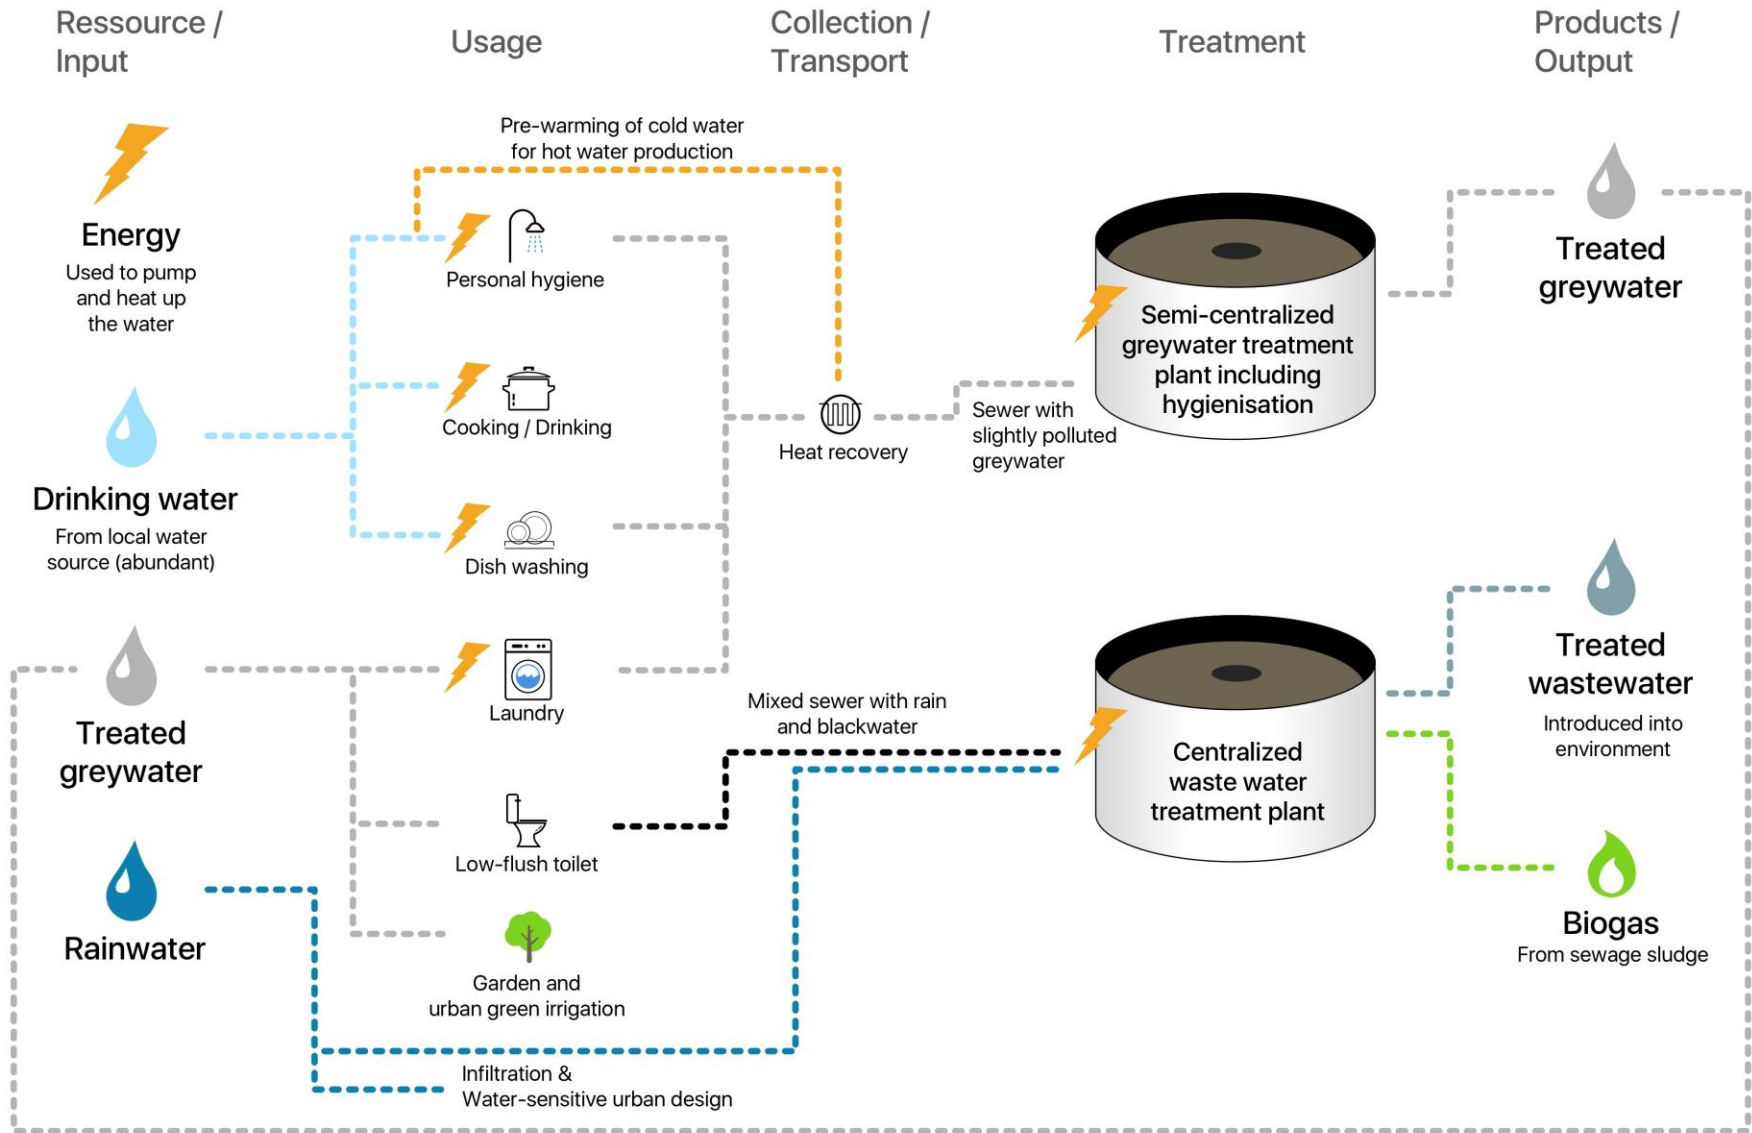 Ressource /
Input
Usage
Collection /
Transport
Treatment
Products /
Output
Energy
Used to pump
and heat up
the water
Drinking water
From local water
source (abundant)
Treated
greywater
Rainwater
Pre-warming of cold water
for hot water production
Personal hygiene
Cooking / Drinking
Dish washing
Laundry
Low-flush toilet
Garden and
urban green irrigation
Infiltration &
Water-sensitive urban design
Heat recovery
Sewer with
slightly polluted
greywater
Mixed sewer with rain
and blackwater
Semi-centralized
greywater treatment
plant including
hygienisation
Centralized
waste water
treatment plant
Treated
greywater
Treated
wastewater
Introduced into
environment
Biogas
From sewage sludge